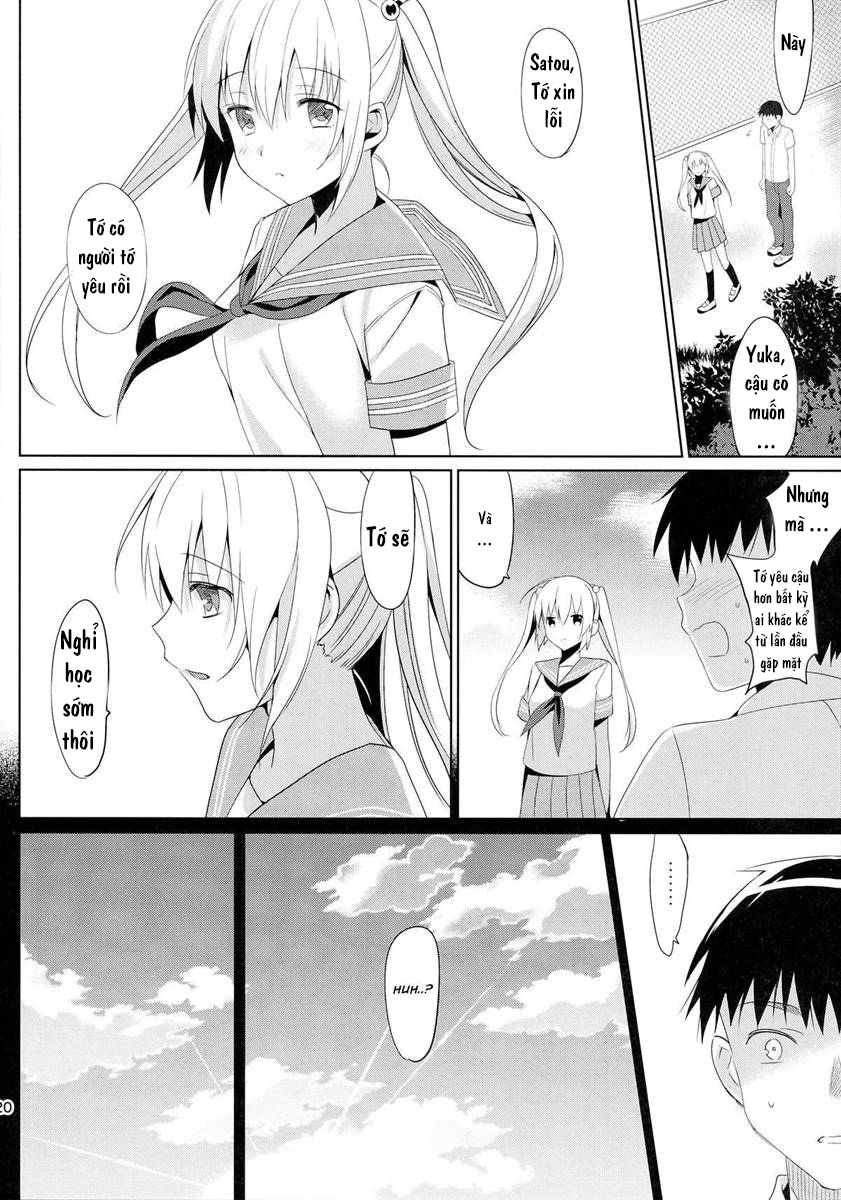 Này
Yuka,
cậu có
muốn
...
Satou,
Tớ xin
lỗi
Tớ có
người tớ
yêu rồi
Nhưng
mà ...
Tớ yêu cậu
hơn bất kỳ
ai khác kể
từ lần đầu
gặp mặt
Và
...
Tớ sẽ
Nghỉ
học
sớm
thôi
........
HUH..?
20